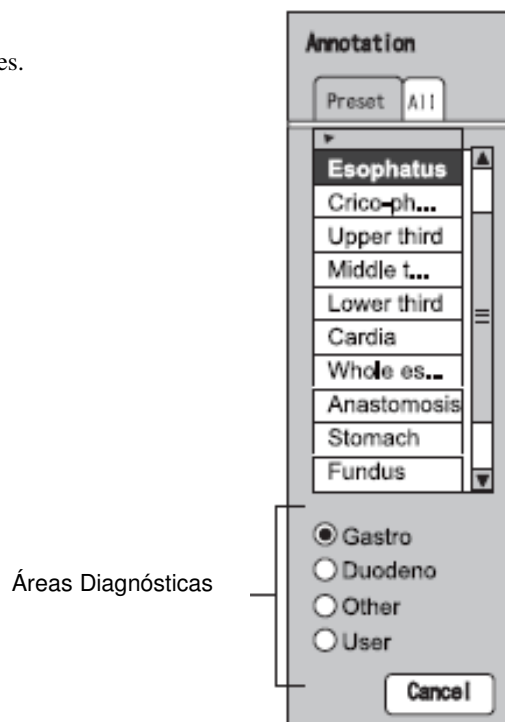 es.
Annotation
Preset All
Esophatus
Crico-ph...
Upper third
Middle t...
Lower third
Cardia
Whole es...
Anastomosis
Stomach
Fundus
Gastro
Duodeno
Áreas Diagnósticas
Other
User
Cancel